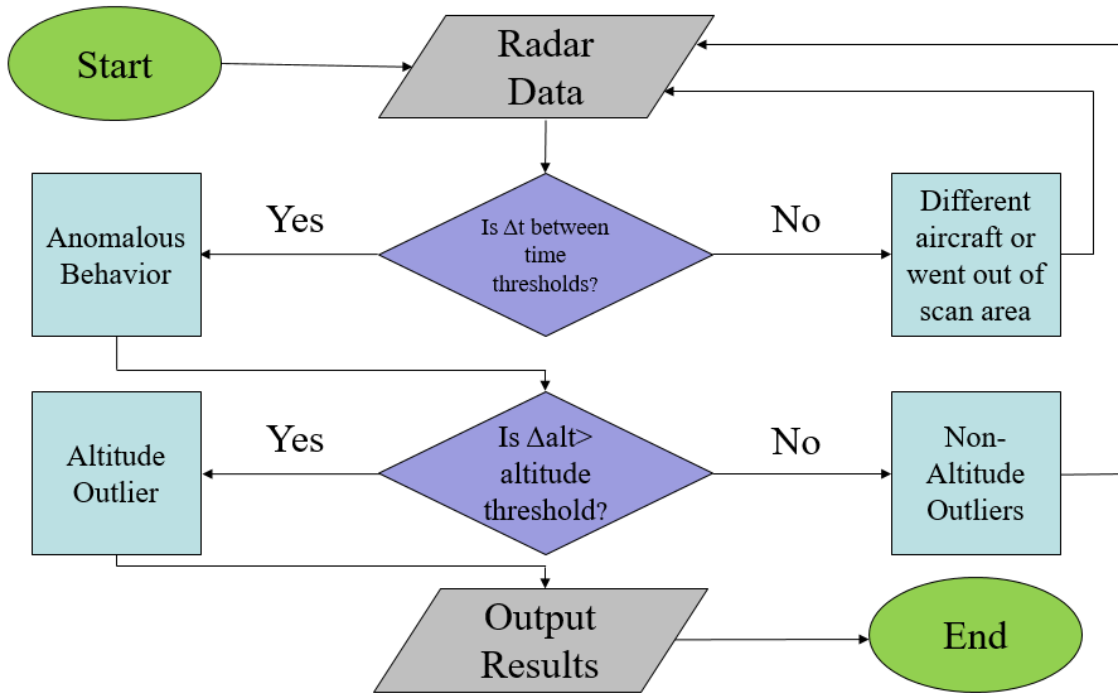 Start
Radar
Data
Yes
Is Δt between
time
thresholds?
No
Anomalous
Behavior
Different
aircraft or
went out of
scan area
Yes
Is Δalt>
altitude
threshold?
No
Altitude
Outlier
Non-
Altitude
Outliers
Output
Results
End